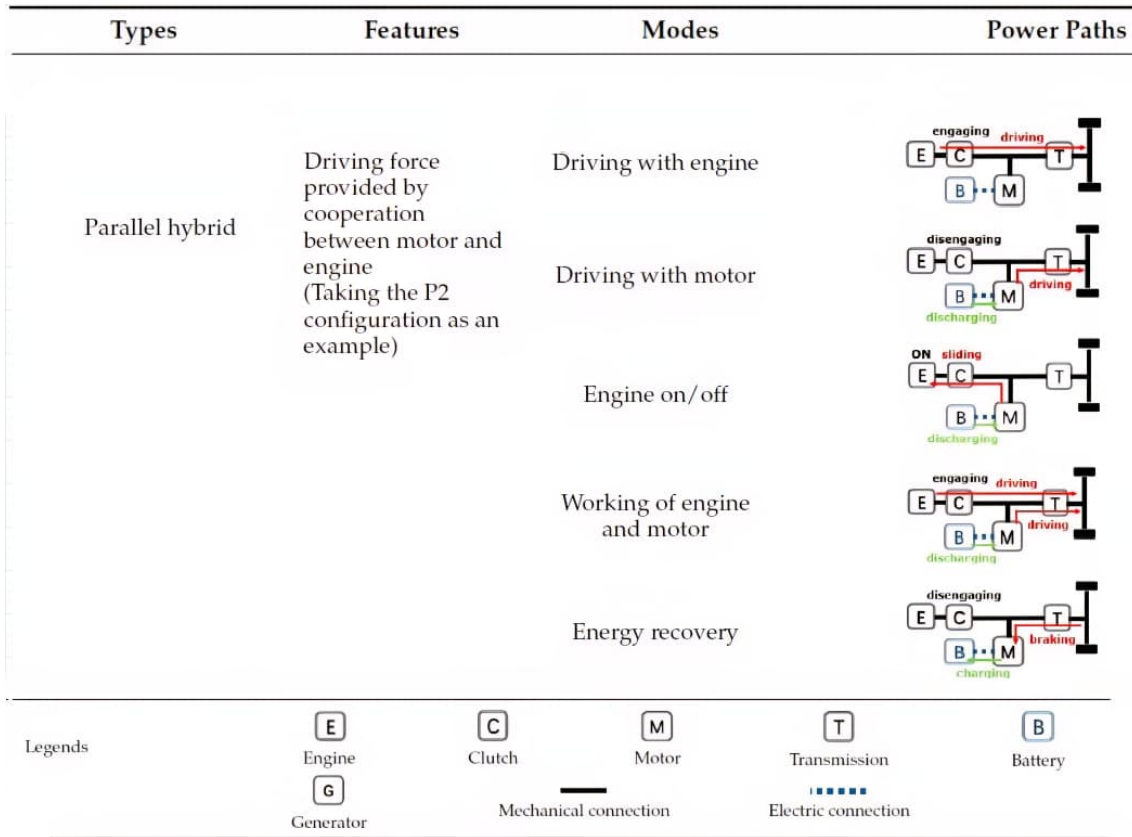 Types Features Modes Power Paths
Parallel hybrid
Driving force
provided by
cooperation
between motor and
engine
(Taking the P2
configuration as an
example)
Driving with engine
engaging driving
E C T
B M
Driving with motor
disengaging
E C T
driving
B M
discharging
Engine on/off
ON sliding
E C T
B M
discharging
Working of engine
and motor
engaging driving
E C T
driving
B M
discharging
Energy recovery
disengaging
E C T
braking
B M
charging
Legends
E C M T B
Engine Clutch Motor Transmission Battery
G
Generator Mechanical connection Electric connection